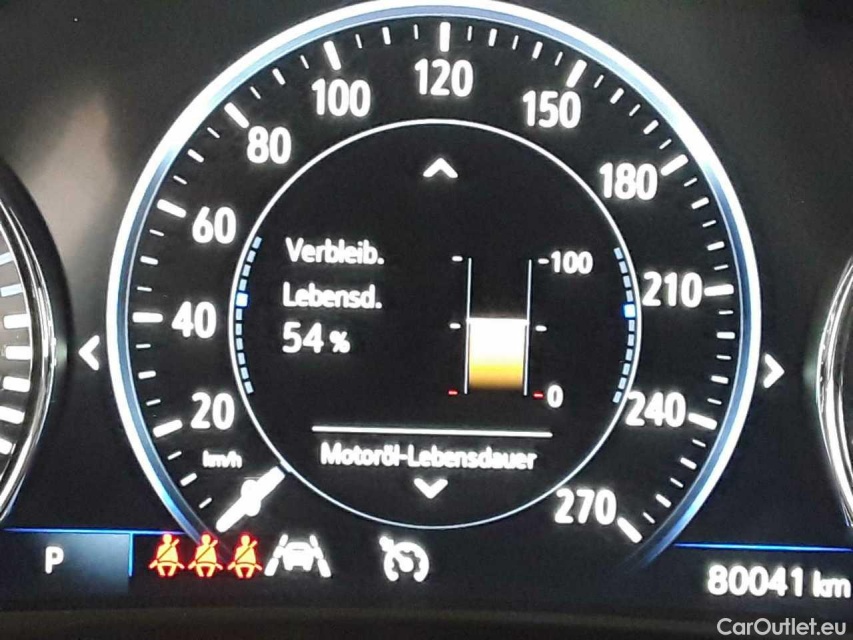 120
100
150
80
180
60
Verbleib.
100
Lebensd.
210
40
54 %
0
20
240
km/h
Motoröl-Lebensdauer
270
P
80041 km
CarOutlet.eu